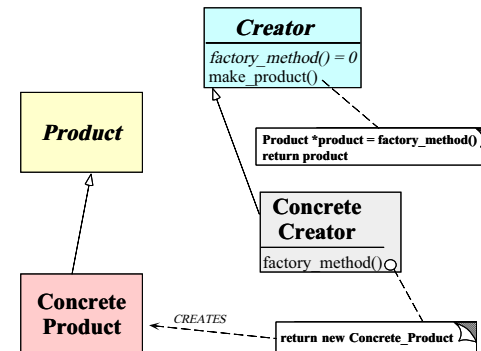 Creator
factory_method() = 0
make_product()
Product
Product *product = factory_method()
return product
Concrete
Creator
factory_method()
Concrete
Product
CREATES
return new Concrete_Product